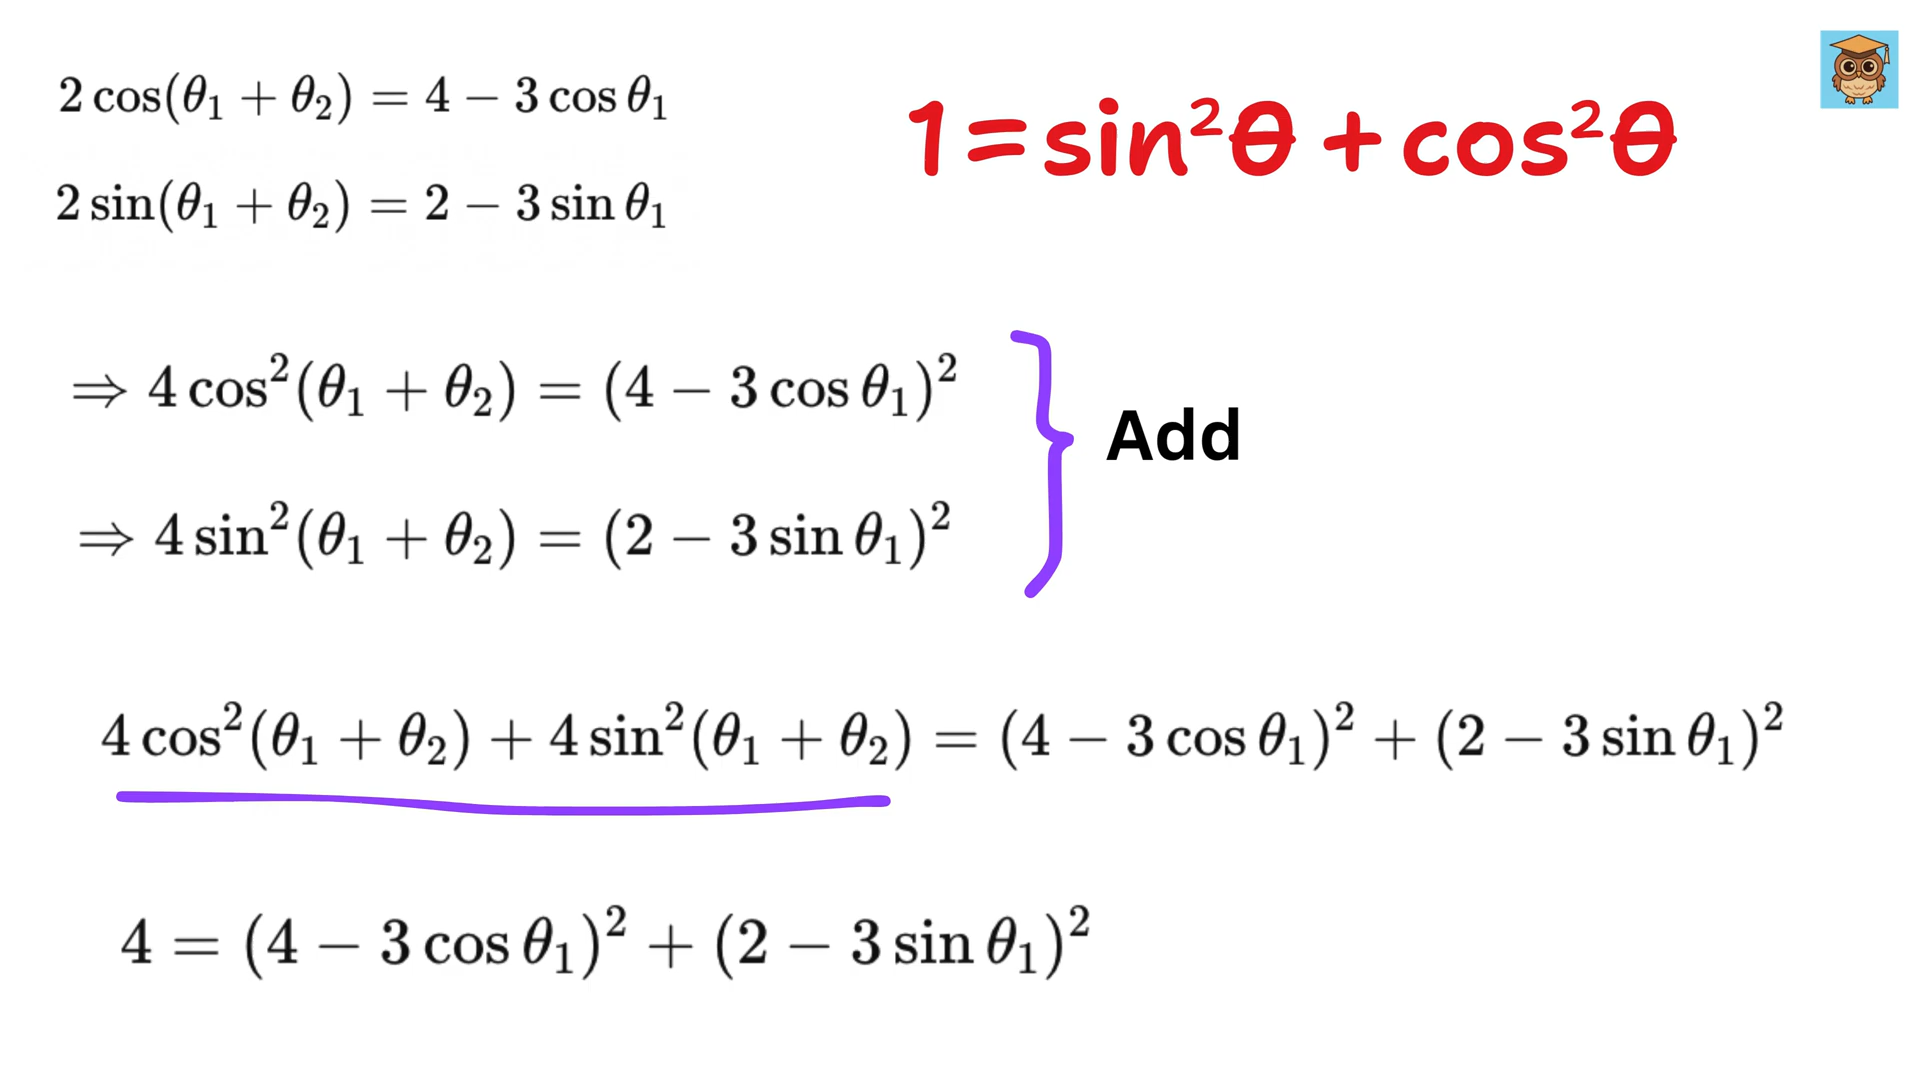 2 cos(θ₁ + θ₂) = 4 − 3 cos θ₁
1 = sin²θ + cos²θ
2 sin(θ₁ + θ₂) = 2 − 3 sin θ₁
⇒ 4 cos²(θ₁ + θ₂) = (4 − 3 cos θ₁)²
Add
⇒ 4 sin²(θ₁ + θ₂) = (2 − 3 sin θ₁)²
4 cos²(θ₁ + θ₂) + 4 sin²(θ₁ + θ₂) = (4 − 3 cos θ₁)² + (2 − 3 sin θ₁)²
4 = (4 − 3 cos θ₁)² + (2 − 3 sin θ₁)²